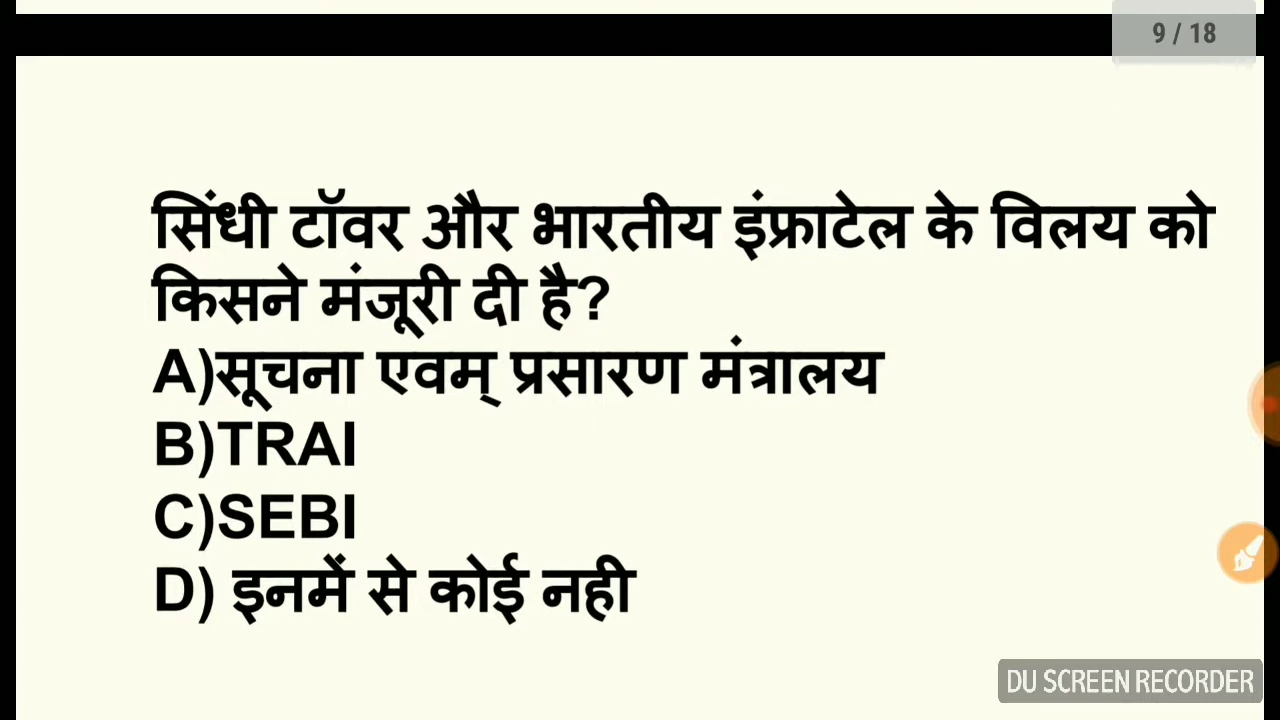 9 / 18
सिंधी टॉवर और भारतीय इंफ्राटेल के विलय को
किसने मंजूरी दी है?
A)सूचना एवम् प्रसारण मंत्रालय
B)TRAI
C)SEBI
D) इनमें से कोई नही
DU SCREEN RECORDER